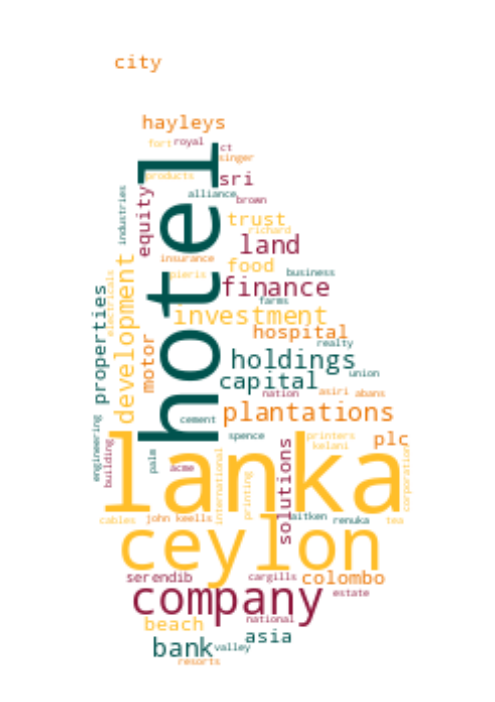 city
hayleys
fort
royal
ct
singer
products
sri
alliance
brown
industries
equity
hotel
trust
richard
land
insurance
food
pieris
business
electricals
finance
development
properties
farms
investment
motor
hospital
realty
holdings
capital
union
nation
asiri
abans
plantations
cement
engineering
building
palm
spence
printers
kelani
plc
lanka
acme
international
printing
solutions
corporation
cables
john keells
aitken
renuka
tea
ceylon
serendib
cargills
colombo
company
estate
beach
national
asia
bank
valley
resorts